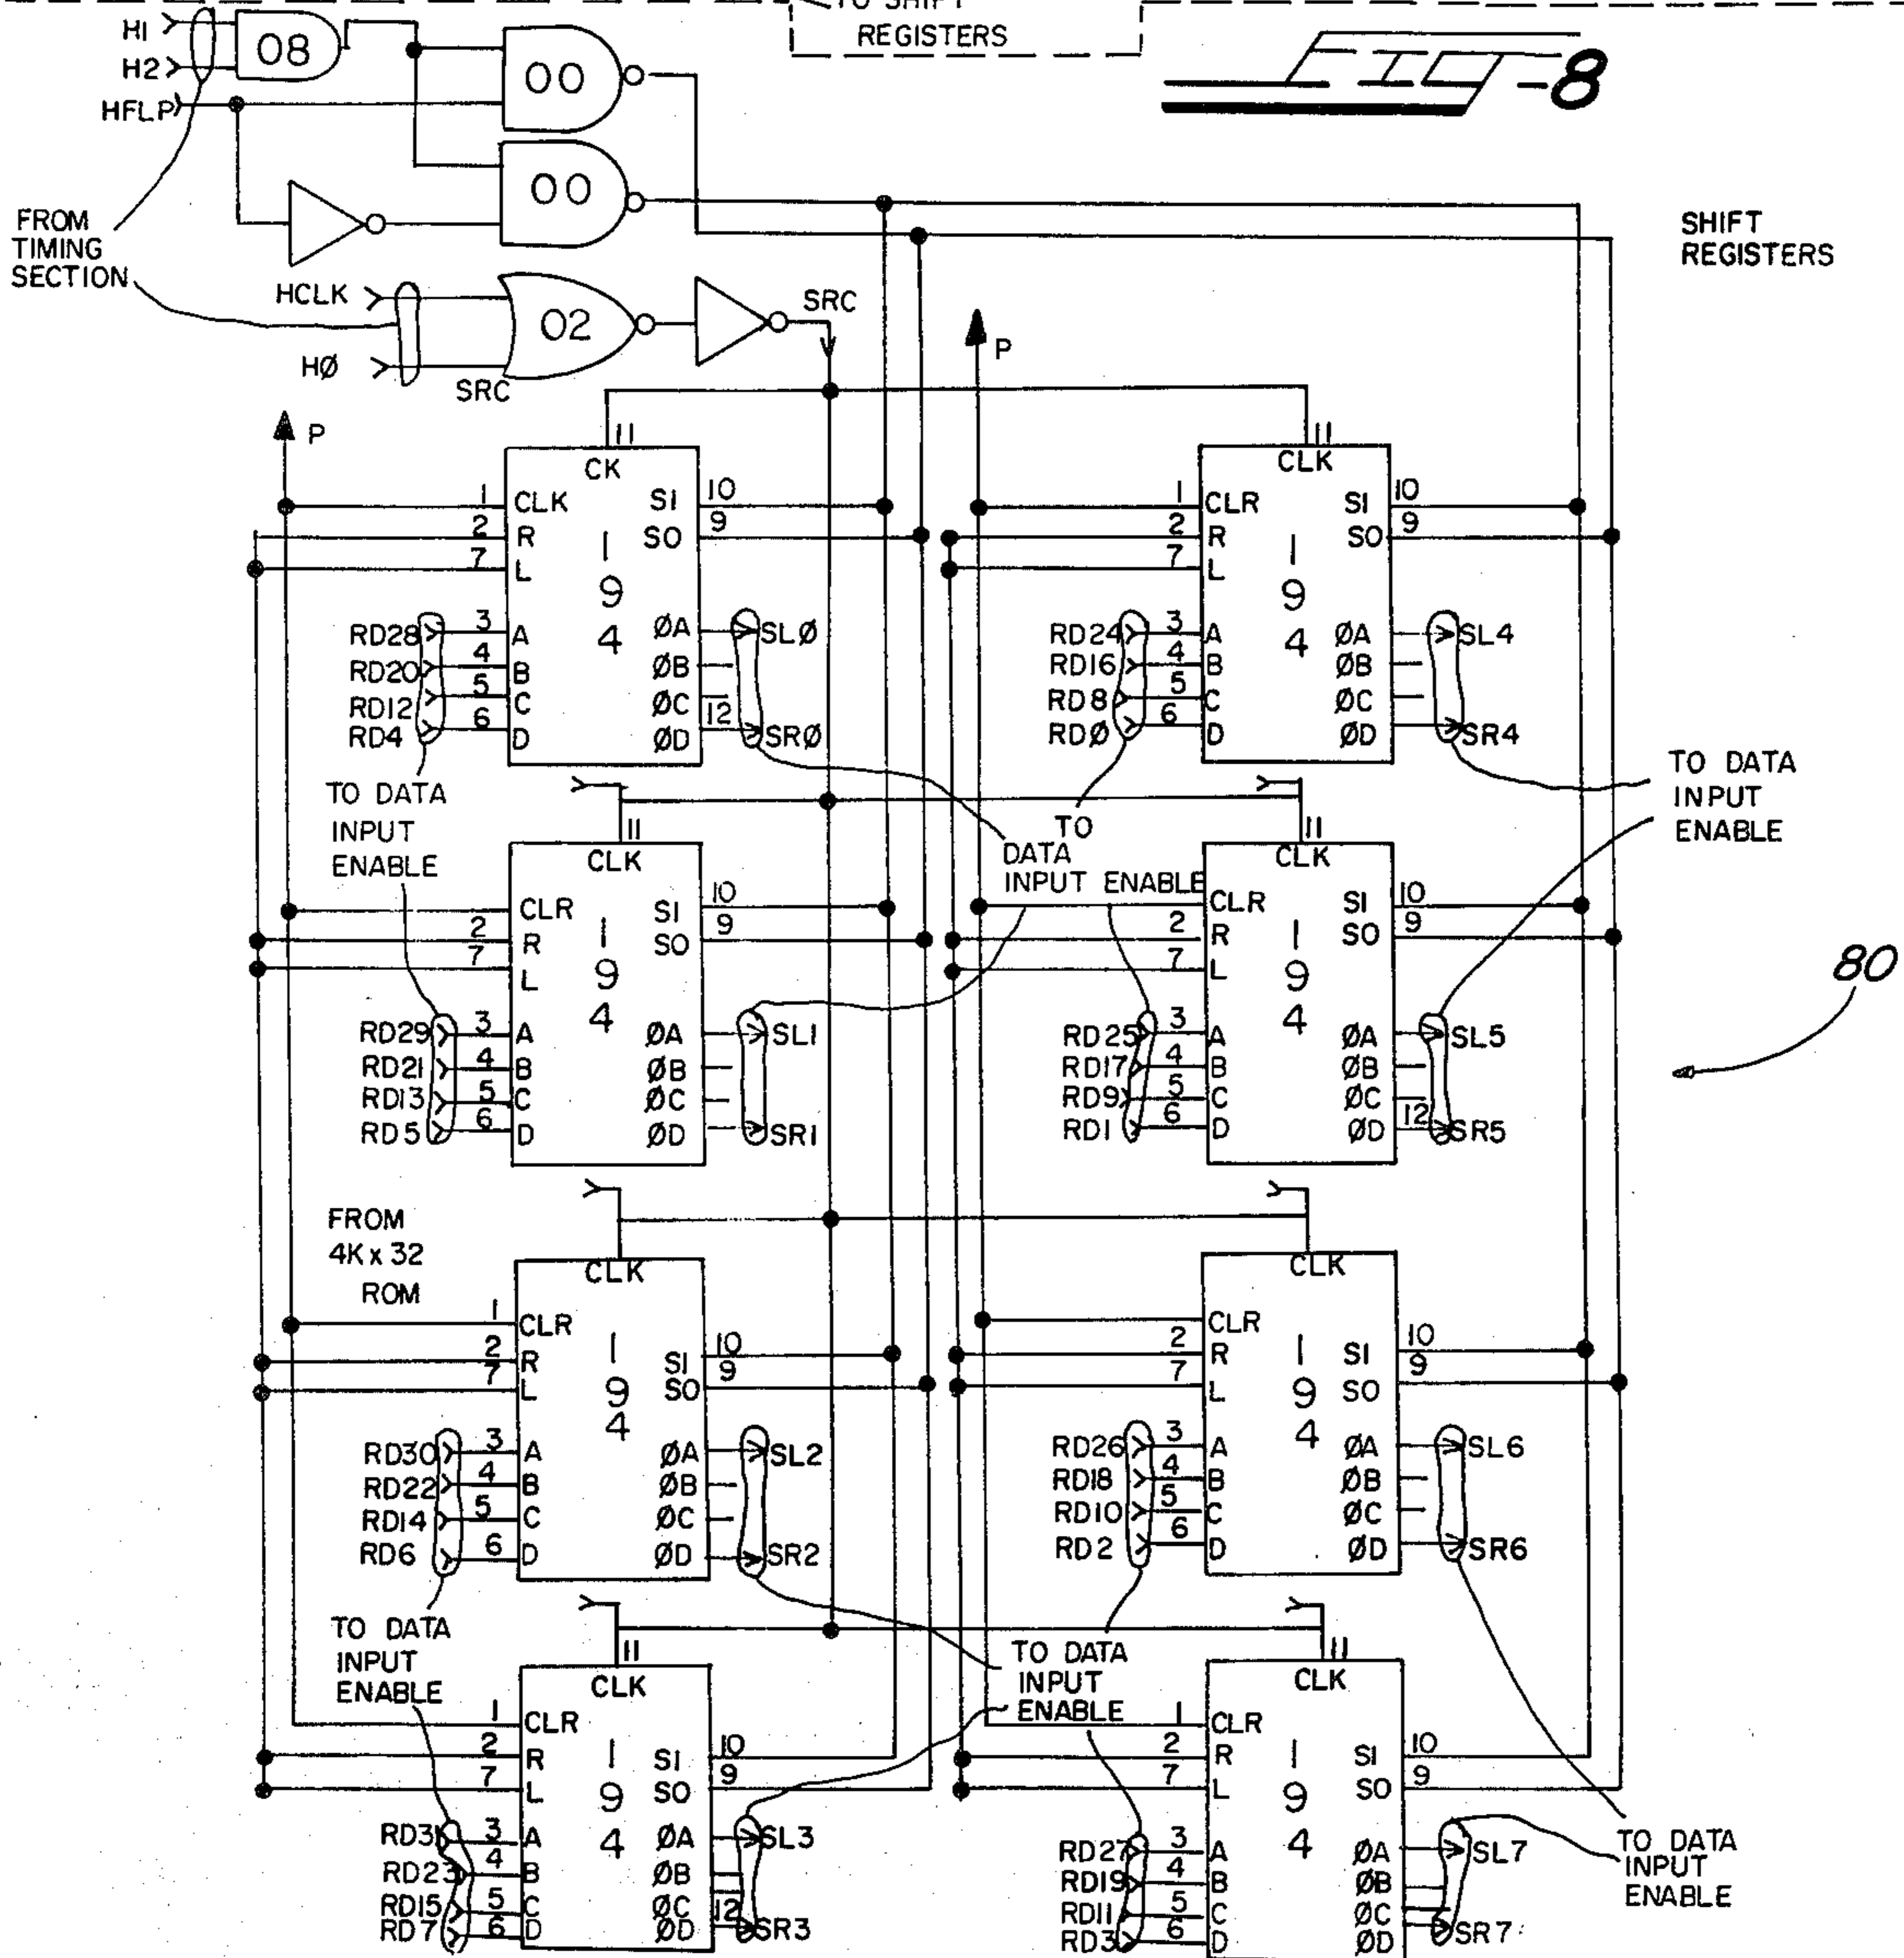 TO SHIFT
REGISTERS
FIG-8
H1
H2
HFLP
08
00
00
FROM
TIMING
SECTION
SHIFT
REGISTERS
HCLK
HØ
SRC
02
SRC
P
P
11
CK
1 CLK
2 R
7 L
194
SI 10
SO 9
RD28 3 A
RD20 4 B
RD12 5 C
RD4 6 D
ØA SLØ
ØB
ØC
ØD 12 SRØ
11
CLK
1 CLR
2 R
7 L
194
SI 10
SO 9
RD24 3 A
RD16 4 B
RD8 5 C
RDØ 6 D
ØA SL4
ØB
ØC
ØD SR4
TO DATA
INPUT
ENABLE
TO
DATA
INPUT ENABLE
TO DATA
INPUT
ENABLE
11
CLK
CLR
2 R
7 L
194
SI 10
SO 9
RD29 3 A
RD21 4 B
RD13 5 C
RD5 6 D
ØA SL1
ØB
ØC
ØD SR1
11
CLK
CLR
2 R
7 L
194
SI 10
SO 9
RD25 3 A
RD17 4 B
RD9 5 C
RD1 6 D
ØA SL5
ØB
ØC
ØD 12 SR5
80
FROM
4K x 32
ROM
CLK
1 CLR
2 R
7 L
194
SI 10
SO 9
RD30 3 A
RD22 4 B
RD14 5 C
RD6 6 D
ØA SL2
ØB
ØC
ØD SR2
CLK
CLR
2 R
7 L
194
SI 10
SO 9
RD26 3 A
RD18 4 B
RD10 5 C
RD2 6 D
ØA SL6
ØB
ØC
ØD SR6
TO DATA
INPUT
ENABLE
TO DATA
INPUT
ENABLE
11
CLK
1 CLR
2 R
7 L
194
SI 10
SO 9
RD31 3 A
RD23 4 B
RD15 5 C
RD7 6 D
ØA SL3
ØB
ØC
ØD 12 SR3
11
CLK
1 CLR
2 R
7 L
194
SI 10
SO 9
RD27 3 A
RD19 4 B
RD11 5 C
RD3 6 D
ØA SL7
ØB
ØC
ØD SR7
TO DATA
INPUT
ENABLE